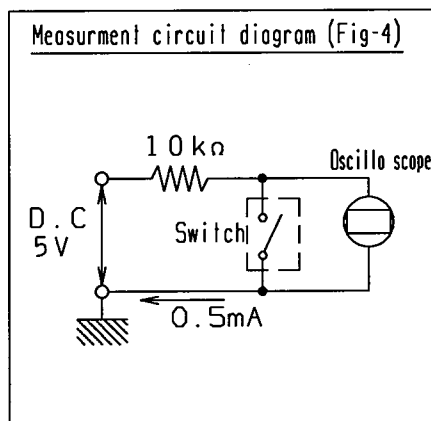 Measurment circuit diagram (Fig-4)
10kΩ
Oscillo scope
D.C
5V
Switch
0.5mA